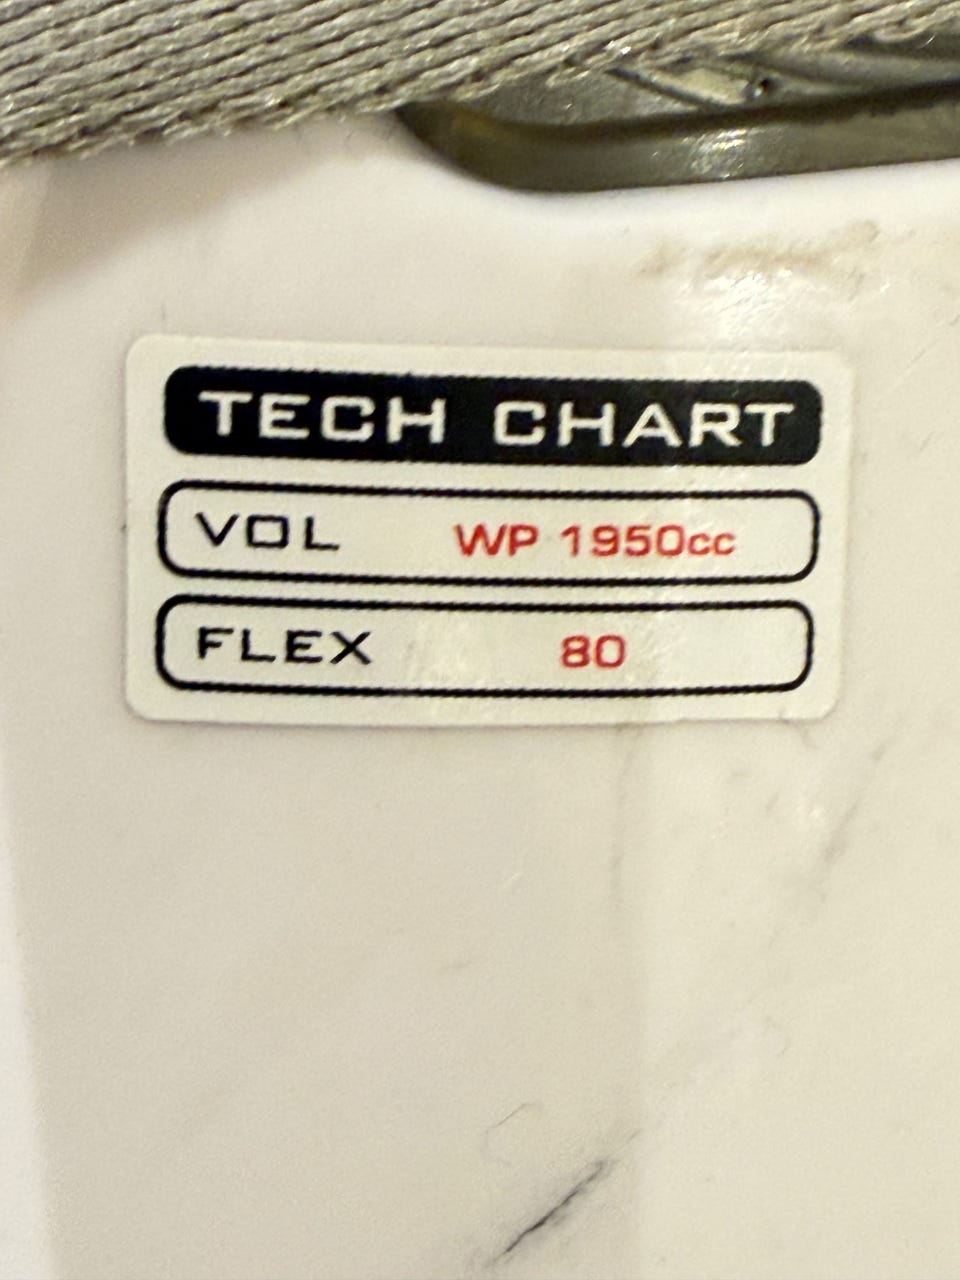 TECH CHART
VOL WP 1950cc
FLEX 80